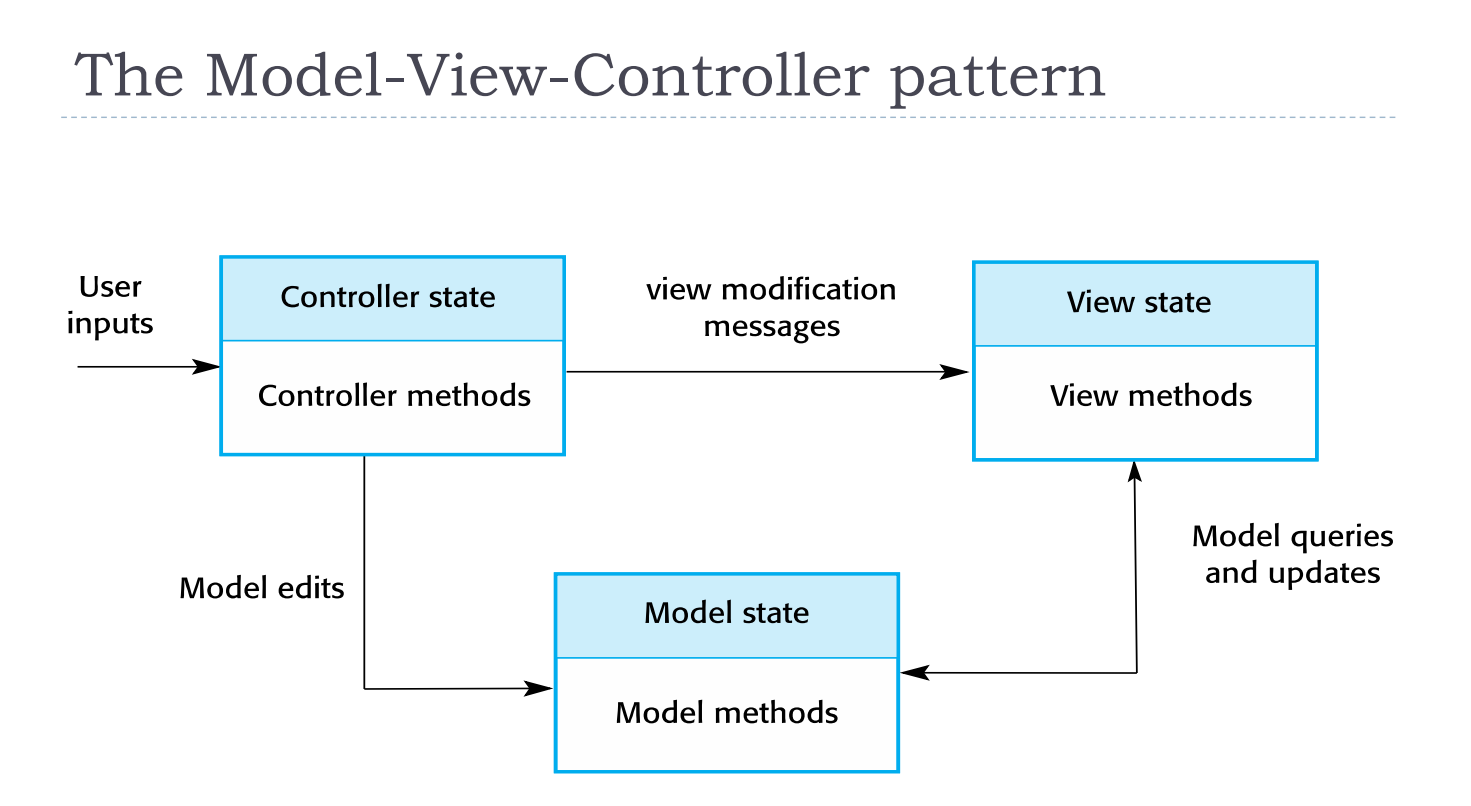 The Model-View-Controller pattern
User
inputs
Controller state
Controller methods
view modification
messages
View state
View methods
Model edits
Model state
Model methods
Model queries
and updates